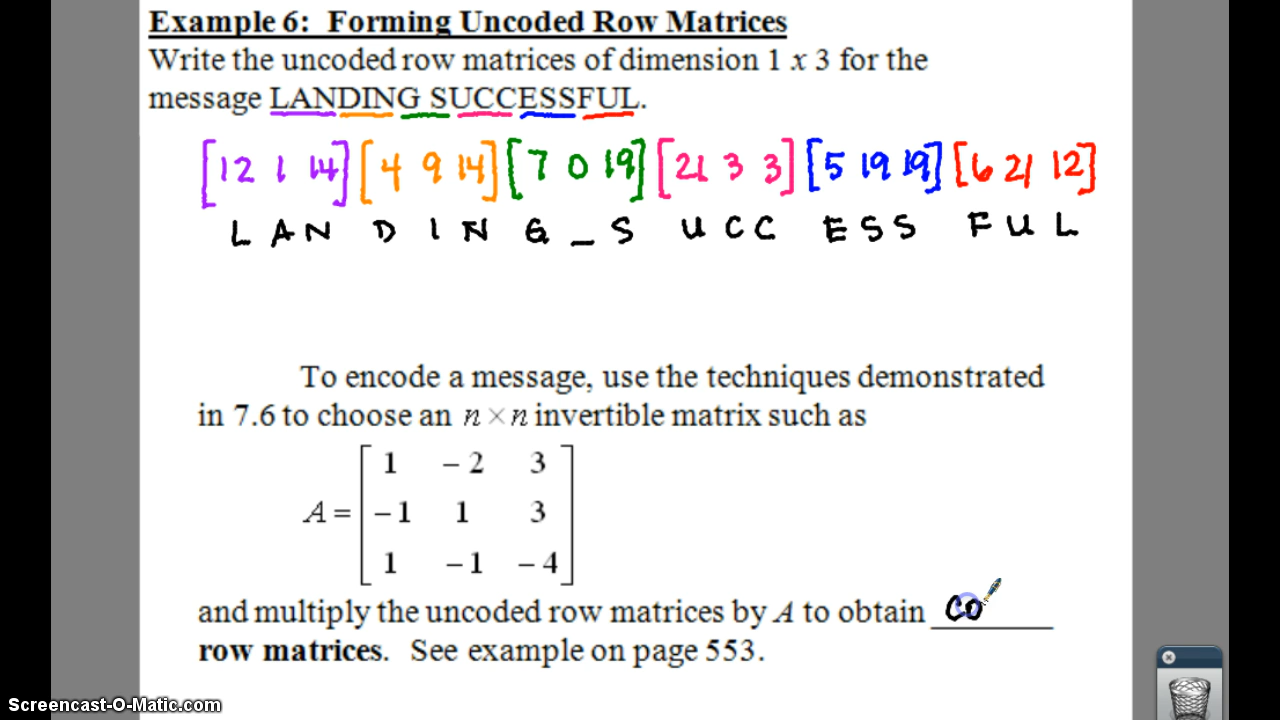 Example 6: Forming Uncoded Row Matrices
Write the uncoded row matrices of dimension 1 x 3 for the
message LANDING SUCCESSFUL.
[12 1 14] [4 9 14] [7 0 19] [21 3 3] [5 19 19] [6 21 12]
L A N D I N G _ S U C C E S S F U L
To encode a message, use the techniques demonstrated
in 7.6 to choose an n × n invertible matrix such as
1 - 2 3
A = - 1 1 3
1 - 1 - 4
and multiply the uncoded row matrices by A to obtain co
row matrices. See example on page 553.
Screencast-O-Matic.com